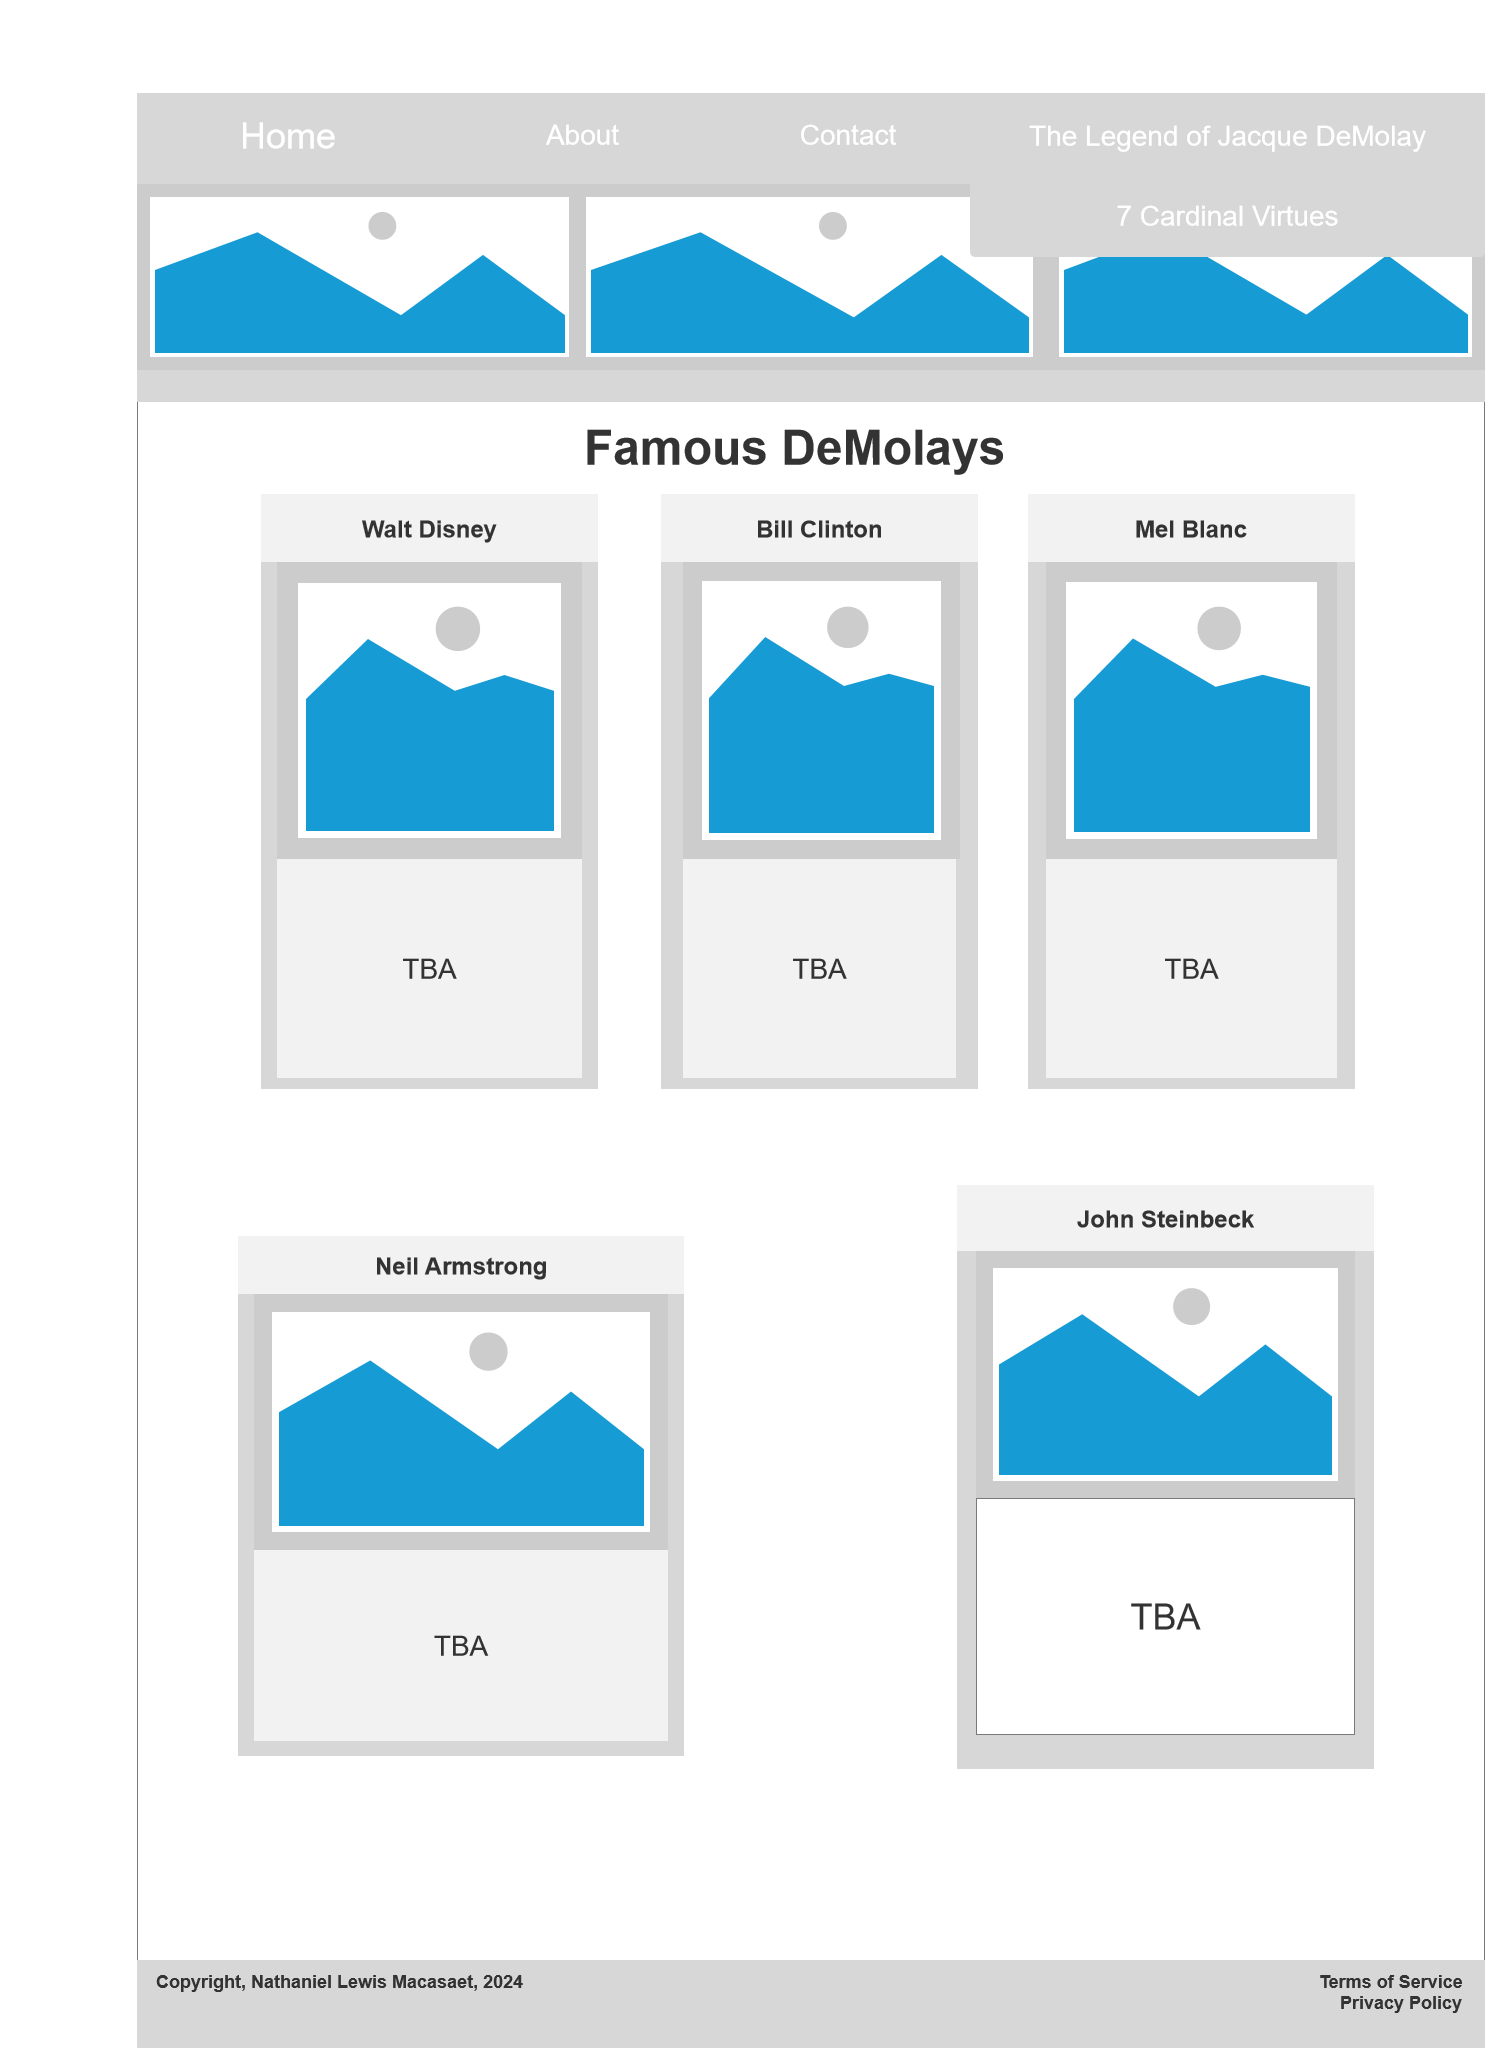 Home
About
Contact
The Legend of Jacque DeMolay
7 Cardinal Virtues
Famous DeMolays
Walt Disney
Bill Clinton
Mel Blanc
TBA
TBA
TBA
Neil Armstrong
TBA
John Steinbeck
TBA
Copyright, Nathaniel Lewis Macasaet, 2024
Terms of Service
Privacy Policy